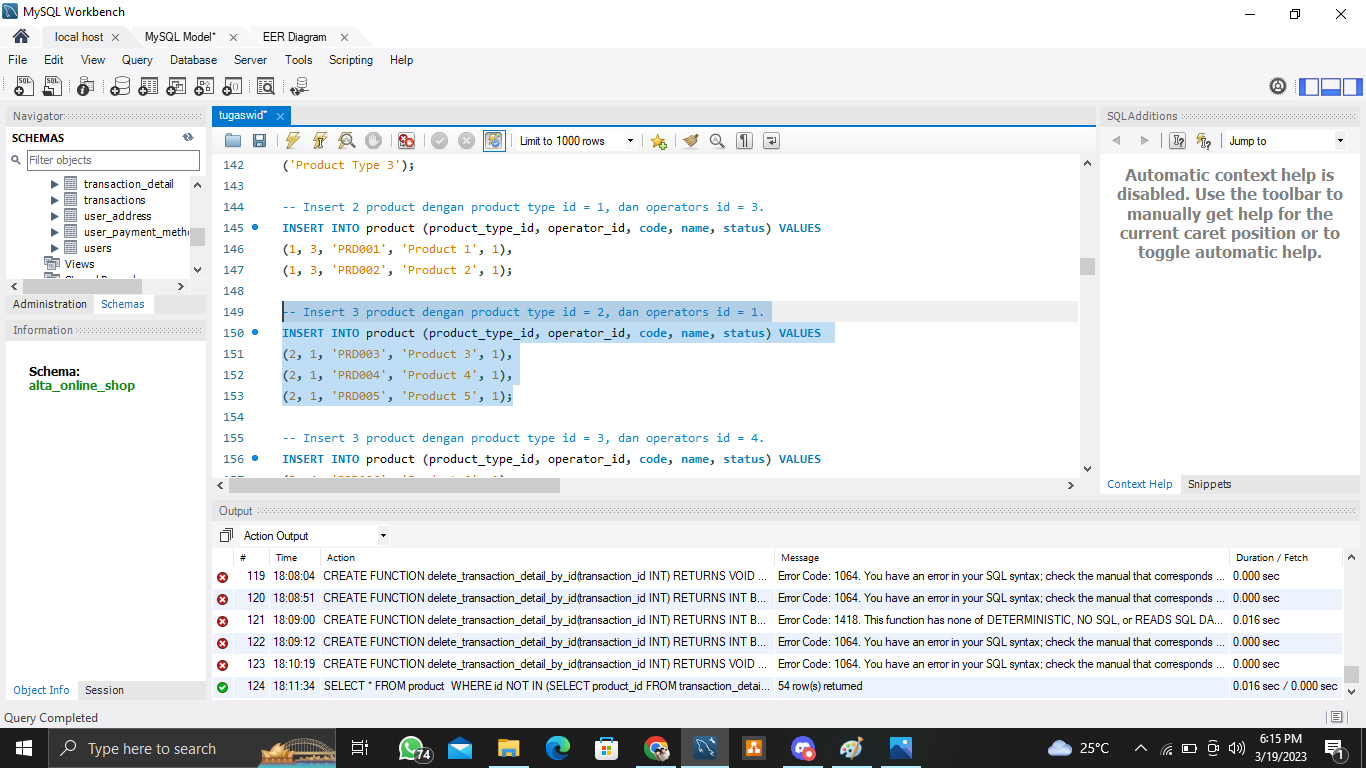 MySQL Workbench
local host
MySQL Model*
EER Diagram
File Edit View Query Database Server Tools Scripting Help
Navigator
SCHEMAS
Filter objects
transaction_detail
transactions
user_address
user_payment_meth
users
Views
Administration Schemas
Information
Schema:
alta_online_shop
Object Info Session
tugaswid*
Limit to 1000 rows
142 ('Product Type 3');
143
144 -- Insert 2 product dengan product type id = 1, dan operators id = 3.
145 INSERT INTO product (product_type_id, operator_id, code, name, status) VALUES
146 (1, 3, 'PRD001', 'Product 1', 1),
147 (1, 3, 'PRD002', 'Product 2', 1);
148
149 -- Insert 3 product dengan product type id = 2, dan operators id = 1.
150 INSERT INTO product (product_type_id, operator_id, code, name, status) VALUES
151 (2, 1, 'PRD003', 'Product 3', 1),
152 (2, 1, 'PRD004', 'Product 4', 1),
153 (2, 1, 'PRD005', 'Product 5', 1);
154
155 -- Insert 3 product dengan product type id = 3, dan operators id = 4.
156 INSERT INTO product (product_type_id, operator_id, code, name, status) VALUES
SQLAdditions
Jump to
Automatic context help is
disabled. Use the toolbar to
manually get help for the
current caret position or to
toggle automatic help.
Context Help Snippets
Output
Action Output
# Time Action Message Duration / Fetch
119 18:08:04 CREATE FUNCTION delete_transaction_detail_by_id(transaction_id INT) RETURNS VOID ... Error Code: 1064. You have an error in your SQL syntax; check the manual that corresponds ... 0.000 sec
120 18:08:51 CREATE FUNCTION delete_transaction_detail_by_id(transaction_id INT) RETURNS INT B... Error Code: 1064. You have an error in your SQL syntax; check the manual that corresponds ... 0.000 sec
121 18:09:00 CREATE FUNCTION delete_transaction_detail_by_id(transaction_id INT) RETURNS INT B... Error Code: 1418. This function has none of DETERMINISTIC, NO SQL, or READS SQL DA... 0.016 sec
122 18:09:12 CREATE FUNCTION delete_transaction_detail_by_id(transaction_id INT) RETURNS INT B... Error Code: 1064. You have an error in your SQL syntax; check the manual that corresponds ... 0.000 sec
123 18:10:19 CREATE FUNCTION delete_transaction_detail_by_id(transaction_id INT) RETURNS VOID ... Error Code: 1064. You have an error in your SQL syntax; check the manual that corresponds ... 0.000 sec
124 18:11:34 SELECT * FROM product WHERE id NOT IN (SELECT product_id FROM transaction_detai... 54 row(s) returned 0.016 sec / 0.000 sec
Query Completed
Type here to search
74
25°C
6:15 PM
3/19/2023
1